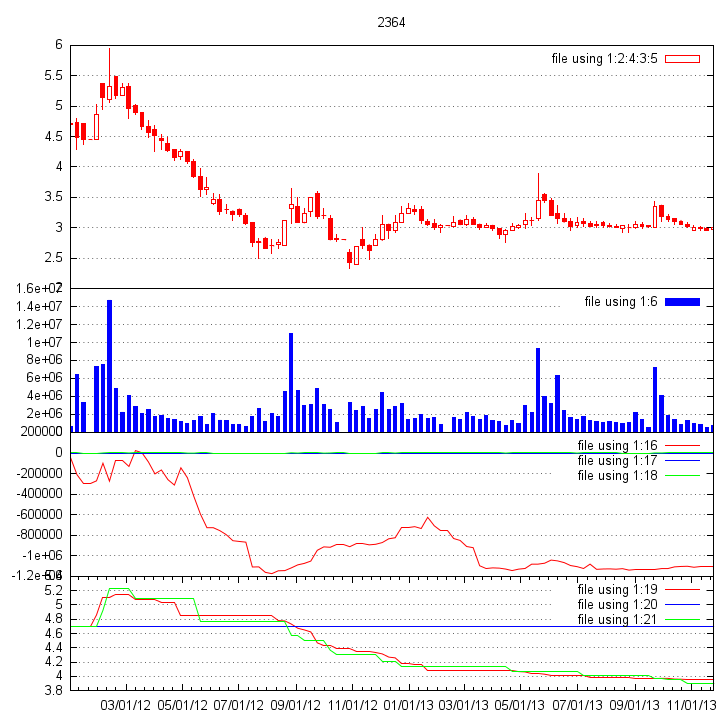 2364
6
file using 1:2:4:3:5
5.5
5
4.5
4
3.5
3
2.5
2
1.6e+07
file using 1:6
1.4e+07
1.2e+07
1e+07
8e+06
6e+06
4e+06
2e+06
200000
file using 1:16
0
file using 1:17
-200000
file using 1:18
-400000
-600000
-800000
-1e+06
-1.2e+06
5.2
file using 1:19
5
file using 1:20
4.8
file using 1:21
4.6
4.4
4.2
4
3.8
03/01/12 05/01/12 07/01/12 09/01/12 11/01/12 01/01/13 03/01/13 05/01/13 07/01/13 09/01/13 11/01/13